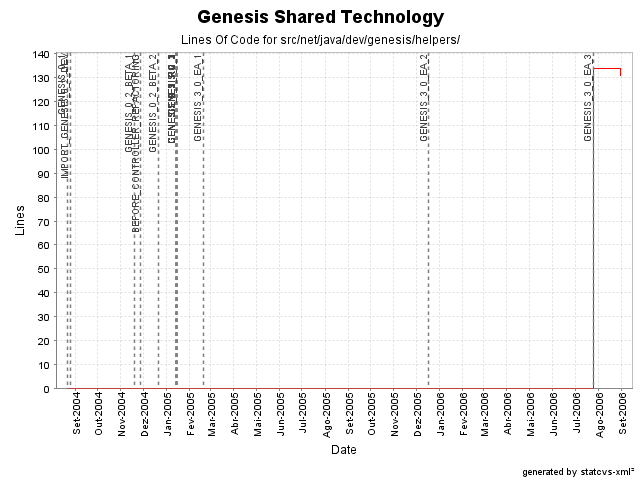 Genesis Shared Technology
Lines Of Code for src/net/java/dev/genesis/helpers/
Lines
140
130
120
110
100
90
80
70
60
50
40
30
20
10
0
BEFORE_CONTROLLER_REFACTORING
GENESIS_0_2_BETA_1
GENESIS_0_2_BETA_2
GENESIS_3_0_EA_1
GENESIS_3_0_EA_2
GENESIS_3_0_EA_3
Set-2004
Out-2004
Nov-2004
Dez-2004
Jan-2005
Fev-2005
Mar-2005
Abr-2005
Mai-2005
Jun-2005
Jul-2005
Ago-2005
Set-2005
Out-2005
Nov-2005
Dez-2005
Jan-2006
Fev-2006
Mar-2006
Abr-2006
Mai-2006
Jun-2006
Jul-2006
Ago-2006
Set-2006
Date
generated by statcvs-xml²